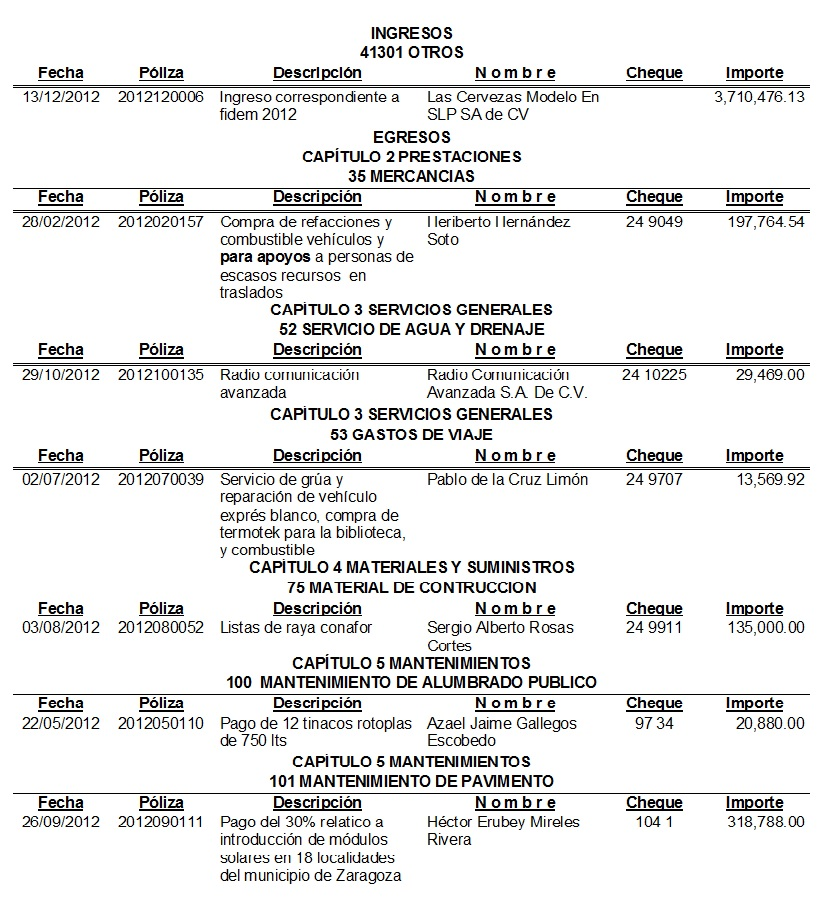 INGRESOS
41301 OTROS
Fecha Póliza Descripción N o m b r e Cheque Importe
13/12/2012 2012120006 Ingreso correspondiente a Las Cervezas Modelo En 3,710,476.13
fidem 2012 SLP SA de CV
EGRESOS
CAPÍTULO 2 PRESTACIONES
35 MERCANCIAS
Fecha Póliza Descripción N o m b r e Cheque Importe
28/02/2012 2012020157 Compra de refacciones y Heriberto Hernández 24 9049 197,764.54
combustible vehículos y Soto
para apoyos a personas de
escasos recursos en
traslados
CAPÍTULO 3 SERVICIOS GENERALES
52 SERVICIO DE AGUA Y DRENAJE
Fecha Póliza Descripción N o m b r e Cheque Importe
29/10/2012 2012100135 Radio comunicación Radio Comunicación 24 10225 29,469.00
avanzada Avanzada S.A. De C.V.
CAPÍTULO 3 SERVICIOS GENERALES
53 GASTOS DE VIAJE
Fecha Póliza Descripción N o m b r e Cheque Importe
02/07/2012 2012070039 Servicio de grúa y Pablo de la Cruz Limón 24 9707 13,569.92
reparación de vehículo
exprés blanco, compra de
termotek para la biblioteca,
y combustible
CAPÍTULO 4 MATERIALES Y SUMINISTROS
75 MATERIAL DE CONTRUCCION
Fecha Póliza Descripción N o m b r e Cheque Importe
03/08/2012 2012080052 Listas de raya conafor Sergio Alberto Rosas 24 9911 135,000.00
Cortes
CAPÍTULO 5 MANTENIMIENTOS
100 MANTENIMIENTO DE ALUMBRADO PUBLICO
Fecha Póliza Descripción N o m b r e Cheque Importe
22/05/2012 2012050110 Pago de 12 tinacos rotoplas Azael Jaime Gallegos 97 34 20,880.00
de 750 lts Escobedo
CAPÍTULO 5 MANTENIMIENTOS
101 MANTENIMIENTO DE PAVIMENTO
Fecha Póliza Descripción N o m b r e Cheque Importe
26/09/2012 2012090111 Pago del 30% relatico a Héctor Erubey Mireles 104 1 318,788.00
introducción de módulos Rivera
solares en 18 localidades
del municipio de Zaragoza